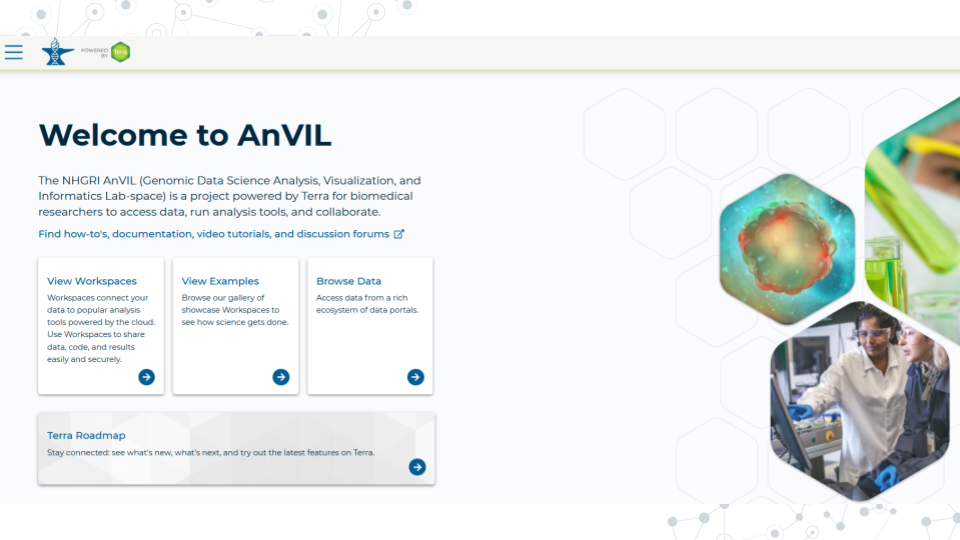 POWERED
BY
Terra
Welcome to AnVIL
The NHGRI AnVIL (Genomic Data Science Analysis, Visualization, and
Informatics Lab-space) is a project powered by Terra for biomedical
researchers to access data, run analysis tools, and collaborate.
Find how-to's, documentation, video tutorials, and discussion forums
View Workspaces
Workspaces connect your
data to popular analysis
tools powered by the cloud.
Use Workspaces to share
data, code, and results
easily and securely.
View Examples
Browse our gallery of
showcase Workspaces to
see how science gets done.
Browse Data
Access data from a rich
ecosystem of data portals.
Terra Roadmap
Stay connected: see what's new, what's next, and try out the latest features on Terra.